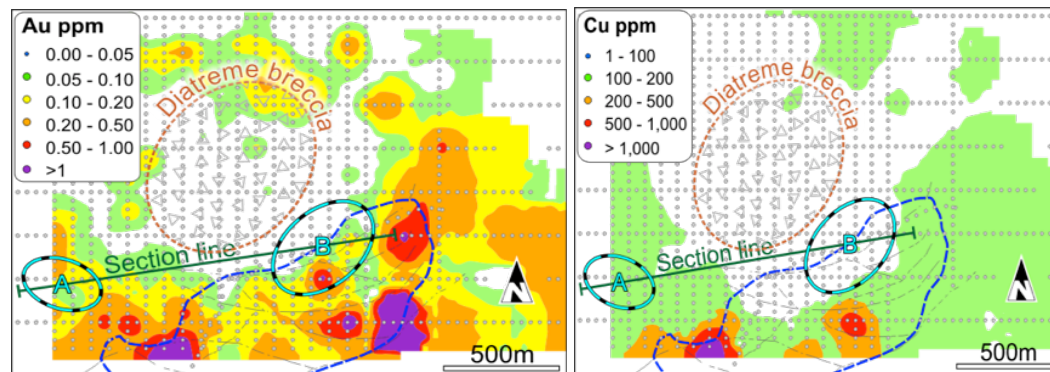 Au ppm
0.00 - 0.05
0.05 - 0.10
0.10 - 0.20
0.20 - 0.50
0.50 - 1.00
>1
Diatreme breccia
A
Section line
B
500m
Cu ppm
1 - 100
100 - 200
200 - 500
500 - 1,000
> 1,000
Diatreme breccia
A
Section line
B
500m